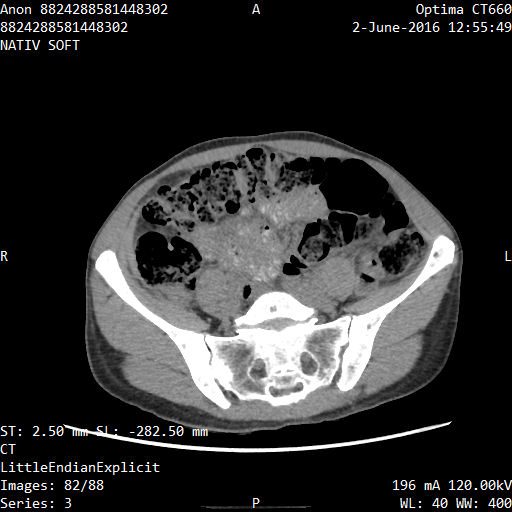 Anon 8824288581448302
8824288581448302
NATIV SOFT
A
Optima CT660
2-June-2016 12:55:49
R
L
ST: 2.50 mm SL: -282.50 mm
CT
LittleEndianExplicit
Images: 82/88
Series: 3
P
196 mA 120.00kV
WL: 40 WW: 400